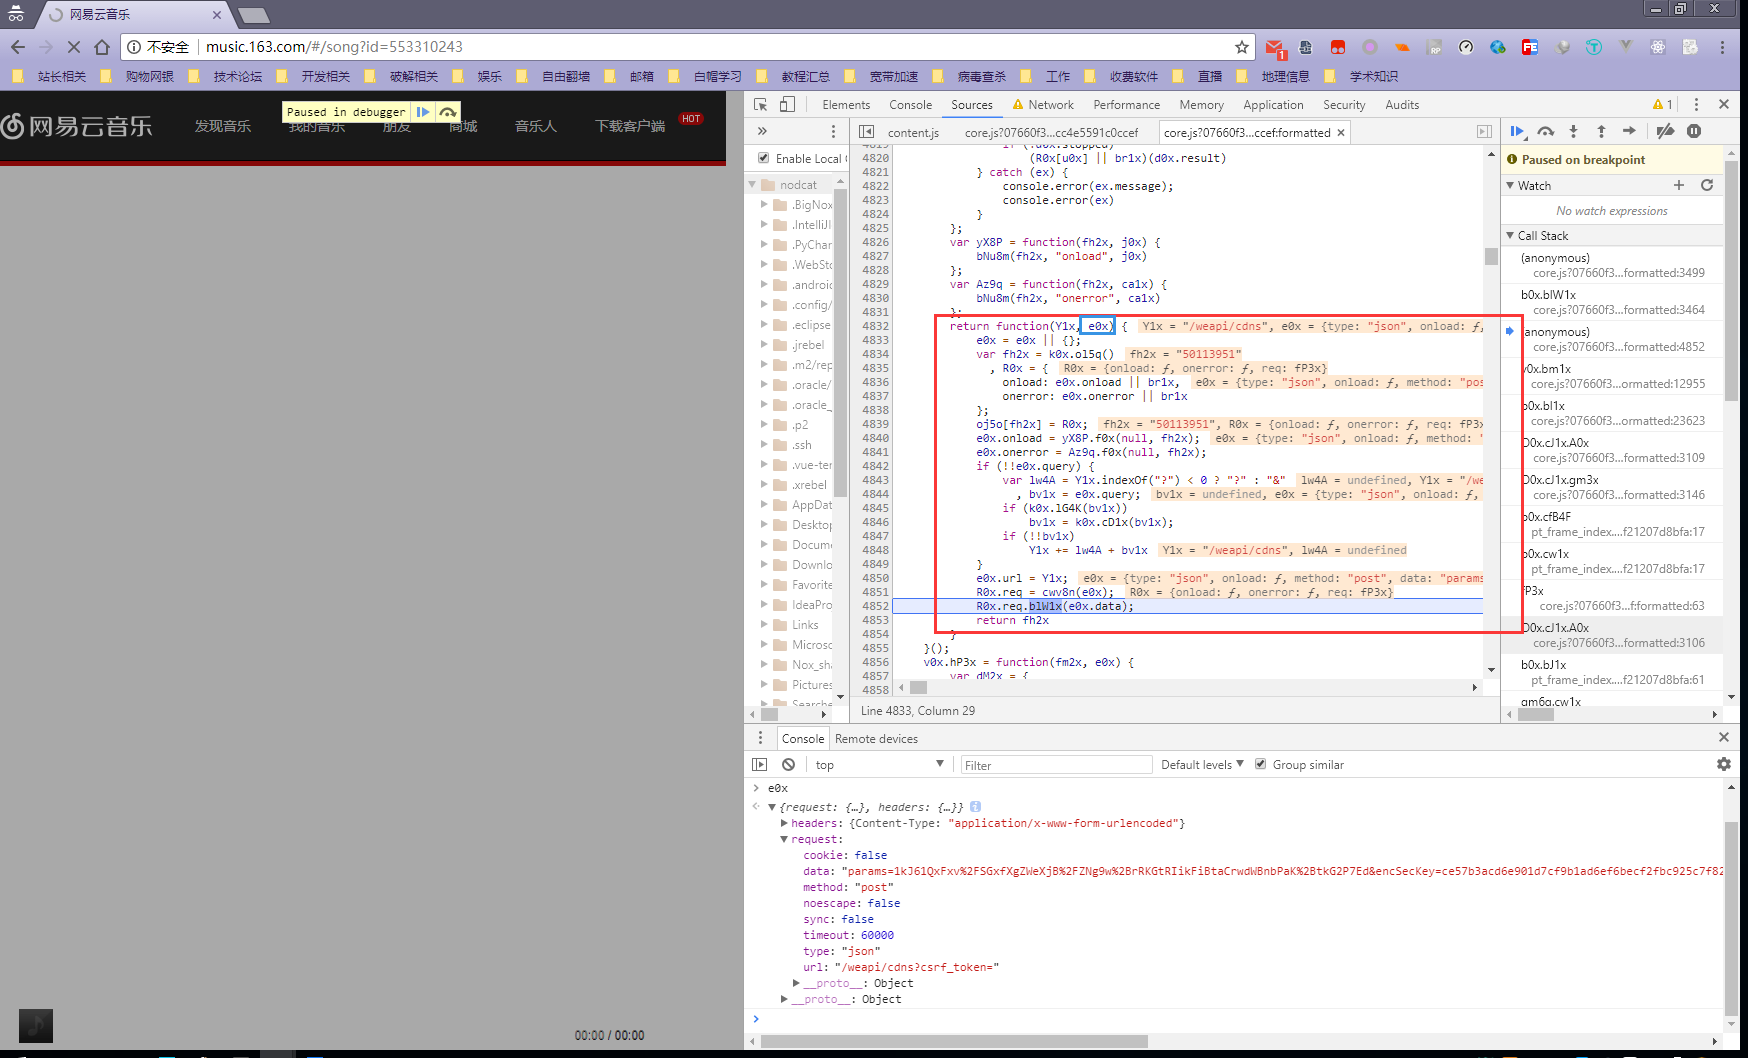 网易云音乐
不安全 music.163.com/#/song?id=553310243
站长相关 购物网银 技术论坛 开发相关 破解相关 娱乐 自由翻墙 邮箱 白帽学习 教程汇总 宽带加速 病毒查杀 工作 收费软件 直播 地理信息 学术知识
Paused in debugger
网易云音乐 发现音乐 我的音乐 朋友 商城 音乐人 下载客户端 HOT
00:00 / 00:00
Elements Console Sources Network Performance Memory Application Security Audits 1
content.js core.js?07660f3...cc4e5591c0ccef core.js?07660f3...ccef:formatted
Enable Local
nodcat
.BigNox
.IntelliJI
.PyChar
.WebSto
.android
.config/
.eclipse
.jrebel
.m2/rep
.oracle/
.oracle_
.p2
.ssh
.vue-ter
.xrebel
AppDat
Desktop
Docume
Downlo
Favorite
IdeaPro
Links
Microso
Nox_sha
Pictures
Searche
4819 if (!d0x.stopped)
4820 (R0x[u0x] || br1x)(d0x.result)
4821 } catch (ex) {
4822 console.error(ex.message);
4823 console.error(ex)
4824 }
4825 };
4826 var yX8P = function(fh2x, j0x) {
4827 bNu8m(fh2x, "onload", j0x)
4828 };
4829 var Az9q = function(fh2x, ca1x) {
4830 bNu8m(fh2x, "onerror", ca1x)
4831 };
4832 return function(Y1x, e0x) { Y1x = "/weapi/cdns", e0x = {type: "json", onload: ƒ,
4833 e0x = e0x || {};
4834 var fh2x = k0x.ol5q() fh2x = "50113951"
4835 , R0x = { R0x = {onload: ƒ, onerror: ƒ, req: fP3x}
4836 onload: e0x.onload || br1x, e0x = {type: "json", onload: ƒ, method: "pos
4837 onerror: e0x.onerror || br1x
4838 };
4839 oj5o[fh2x] = R0x; fh2x = "50113951", R0x = {onload: ƒ, onerror: ƒ, req: fP3x
4840 e0x.onload = yX8P.f0x(null, fh2x); e0x = {type: "json", onload: ƒ, method: "
4841 e0x.onerror = Az9q.f0x(null, fh2x);
4842 if (!!e0x.query) {
4843 var lw4A = Y1x.indexOf("?") < 0 ? "?" : "&" lw4A = undefined, Y1x = "/we
4844 , bv1x = e0x.query; bv1x = undefined, e0x = {type: "json", onload: ƒ,
4845 if (k0x.lG4K(bv1x))
4846 bv1x = k0x.cD1x(bv1x);
4847 if (!!bv1x)
4848 Y1x += lw4A + bv1x Y1x = "/weapi/cdns", lw4A = undefined
4849 }
4850 e0x.url = Y1x; e0x = {type: "json", onload: ƒ, method: "post", data: "params
4851 R0x.req = cwv8n(e0x); R0x = {onload: ƒ, onerror: ƒ, req: fP3x}
4852 R0x.req.blW1x(e0x.data);
4853 return fh2x
4854 }
4855 }();
4856 v0x.hP3x = function(fm2x, e0x) {
4857 var dM2x = {
4858
Line 4833, Column 29
Paused on breakpoint
Watch
No watch expressions
Call Stack
(anonymous)
core.js?07660f3...formatted:3499
b0x.blW1x
core.js?07660f3...formatted:3464
(anonymous)
core.js?07660f3...formatted:4852
v0x.bm1x
core.js?07660f3...ormatted:12955
b0x.bl1x
core.js?07660f3...ormatted:23623
O0x.cJ1x.A0x
core.js?07660f3...formatted:3109
O0x.cJ1x.gm3x
core.js?07660f3...formatted:3146
b0x.cfB4F
pt_frame_index....f21207d8bfa:17
b0x.cw1x
pt_frame_index....f21207d8bfa:17
fP3x
core.js?07660f3...f:formatted:63
O0x.cJ1x.A0x
core.js?07660f3...formatted:3106
b0x.bJ1x
pt_frame_index....f21207d8bfa:61
qm6g.cw1x
Console Remote devices
top Filter Default levels Group similar
e0x
{request: {…}, headers: {…}}
headers: {Content-Type: "application/x-www-form-urlencoded"}
request:
cookie: false
data: "params=1kJ61QxFxv%2FSGxfXgZWeXjB%2FZNg9w%2BrRKGtRIikFiBtaCrwdWBnbPaK%2BtkG2P7Ed&encSecKey=ce57b3acd6e901d7cf9b1ad6ef6becf2fbc925c7f82
method: "post"
noescape: false
sync: false
timeout: 60000
type: "json"
url: "/weapi/cdns?csrf_token="
__proto__: Object
__proto__: Object